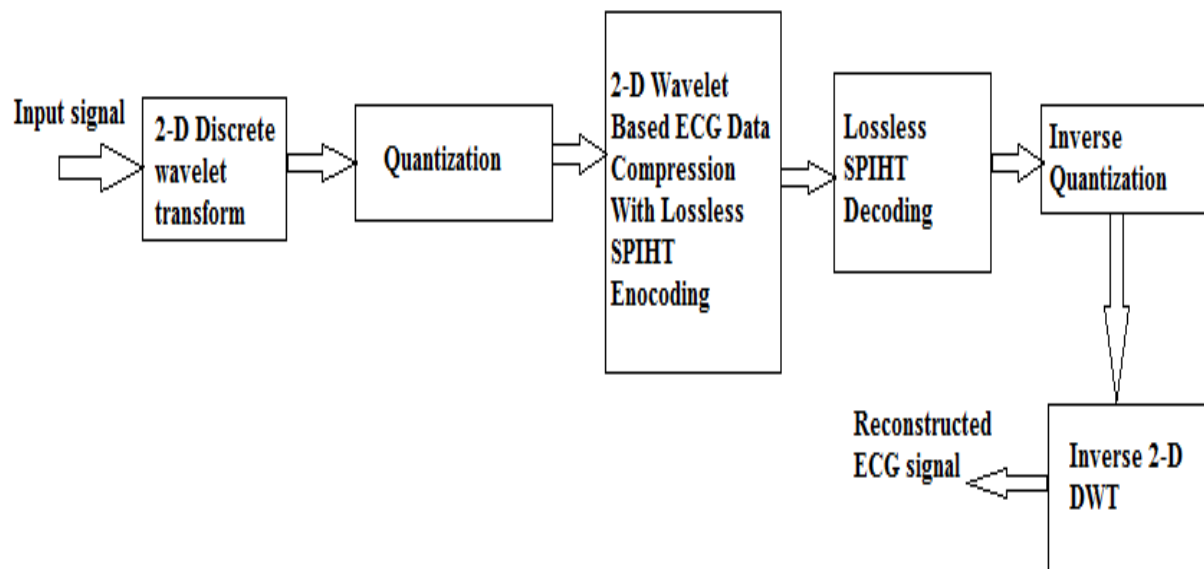 Input signal
2-D Discrete
wavelet
transform
Quantization
2-D Wavelet
Based ECG Data
Compression
With Lossless
SPIHT
Enocoding
Lossless
SPIHT
Decoding
Inverse
Quantization
Inverse 2-D
DWT
Reconstructed
ECG signal